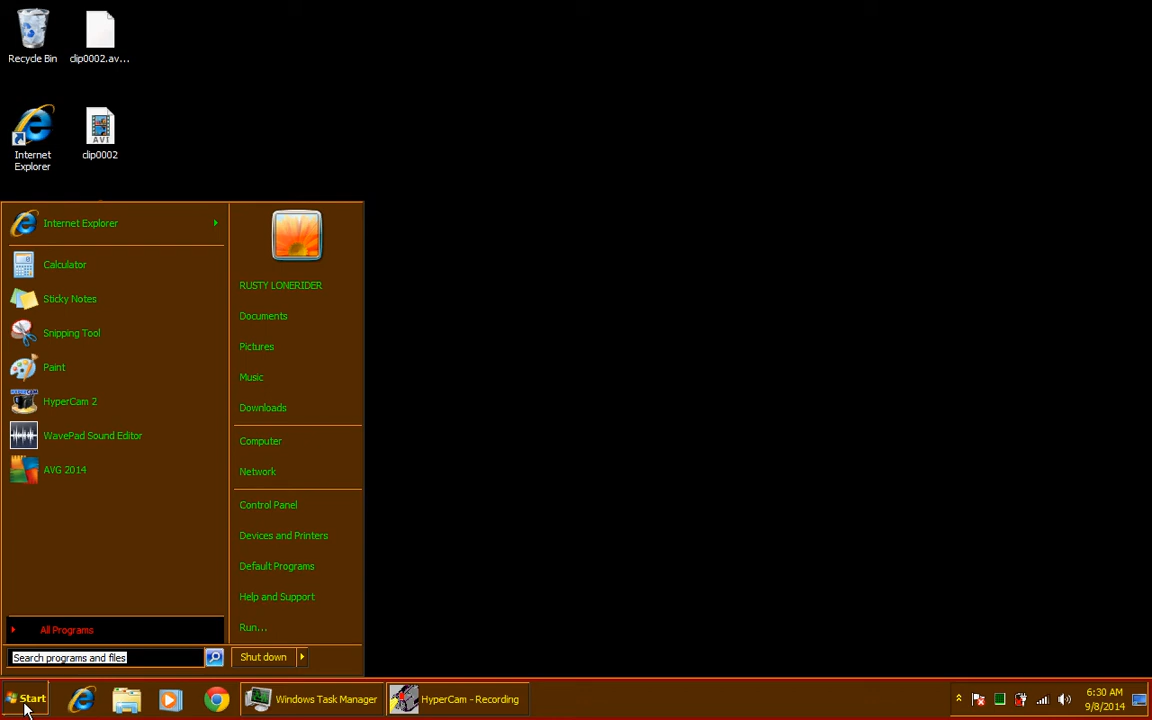 Recycle Bin
clip0002.av...
Internet
Explorer
AVI
clip0002
Internet Explorer
Calculator
Sticky Notes
Snipping Tool
Paint
HYPERCAM
HyperCam 2
WavePad Sound Editor
AVG 2014
All Programs
Search programs and files
RUSTY LONERIDER
Documents
Pictures
Music
Downloads
Computer
Network
Control Panel
Devices and Printers
Default Programs
Help and Support
Run...
Shut down
Start
Windows Task Manager
HyperCam - Recording
6:30 AM
9/8/2014